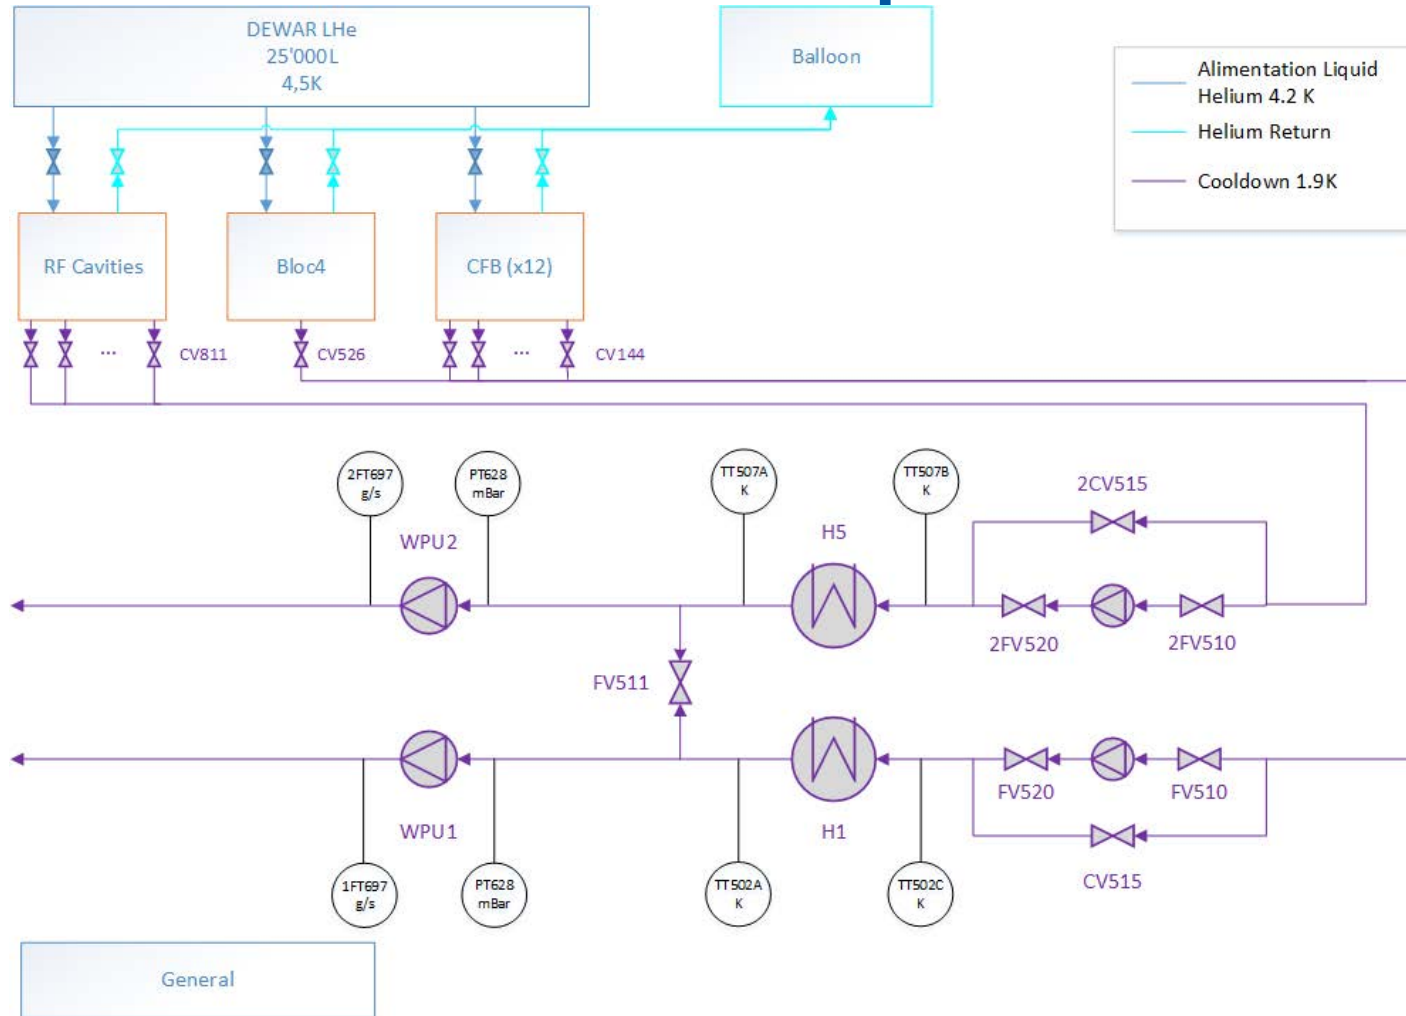 DEWAR LHe
25'000L
4,5K
Balloon
Alimentation Liquid
Helium 4.2 K
Helium Return
Cooldown 1.9K
RF Cavities
Bloc4
CFB (x12)
...
CV811
CV526
...
CV144
2FT697
g/s
PT628
mBar
TT507A
K
TT507B
K
2CV515
WPU2
H5
2FV520
2FV510
FV511
FV520
FV510
WPU1
H1
CV515
1FT697
g/s
PT628
mBar
TT502A
K
TT502C
K
General